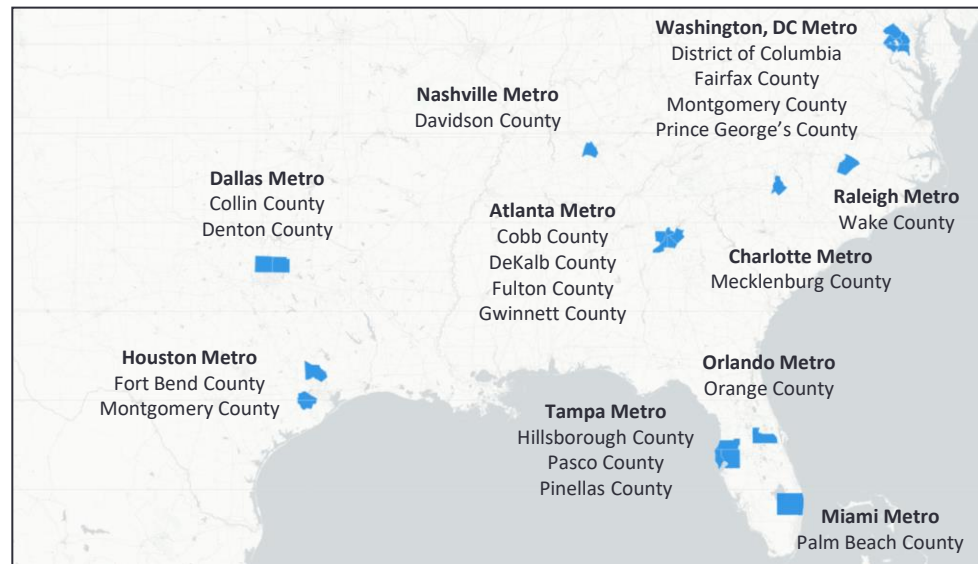 Washington, DC Metro
District of Columbia
Fairfax County
Montgomery County
Prince George's County
Nashville Metro
Davidson County
Dallas Metro
Collin County
Denton County
Atlanta Metro
Cobb County
DeKalb County
Fulton County
Gwinnett County
Raleigh Metro
Wake County
Charlotte Metro
Mecklenburg County
Houston Metro
Fort Bend County
Montgomery County
Orlando Metro
Orange County
Tampa Metro
Hillsborough County
Pasco County
Pinellas County
Miami Metro
Palm Beach County